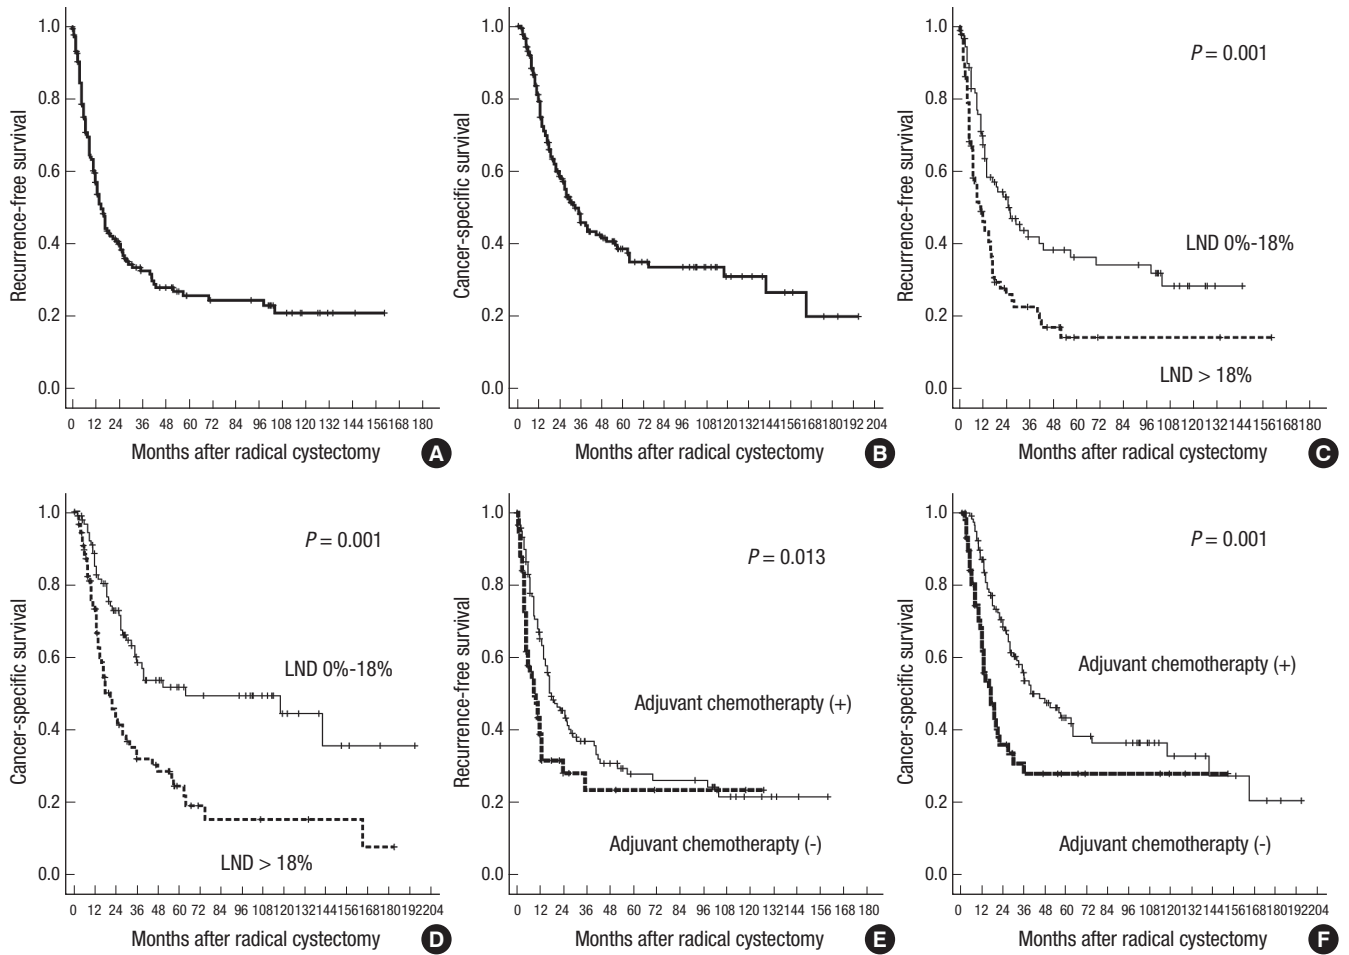 1.0
0.8
0.6
0.4
0.2
0.0
Recurrence-free survival
0 12 24 36 48 60 72 84 96 108 120 132 144 156 168 180
Months after radical cystectomy
A
1.0
0.8
0.6
0.4
0.2
0.0
Cancer-specific survival
0 12 24 36 48 60 72 84 96 108 120 132 144 156 168 180 192 204
Months after radical cystectomy
B
1.0
0.8
0.6
0.4
0.2
0.0
Recurrence-free survival
P = 0.001
LND 0%-18%
LND > 18%
0 12 24 36 48 60 72 84 96 108 120 132 144 156 168 180
Months after radical cystectomy
C
1.0
0.8
0.6
0.4
0.2
0.0
Cancer-specific survival
P = 0.001
LND 0%-18%
LND > 18%
0 12 24 36 48 60 72 84 96 108 120 132 144 156 168 180 192 204
Months after radical cystectomy
D
1.0
0.8
0.6
0.4
0.2
0.0
Recurrence-free survival
P = 0.013
Adjuvant chemotherapty (+)
Adjuvant chemotherapty (-)
0 12 24 36 48 60 72 84 96 108 120 132 144 156 168 180
Months after radical cystectomy
E
1.0
0.8
0.6
0.4
0.2
0.0
Cancer-specific survival
P = 0.001
Adjuvant chemotherapty (+)
Adjuvant chemotherapty (-)
0 12 24 36 48 60 72 84 96 108 120 132 144 156 168 180 192 204
Months after radical cystectomy
F